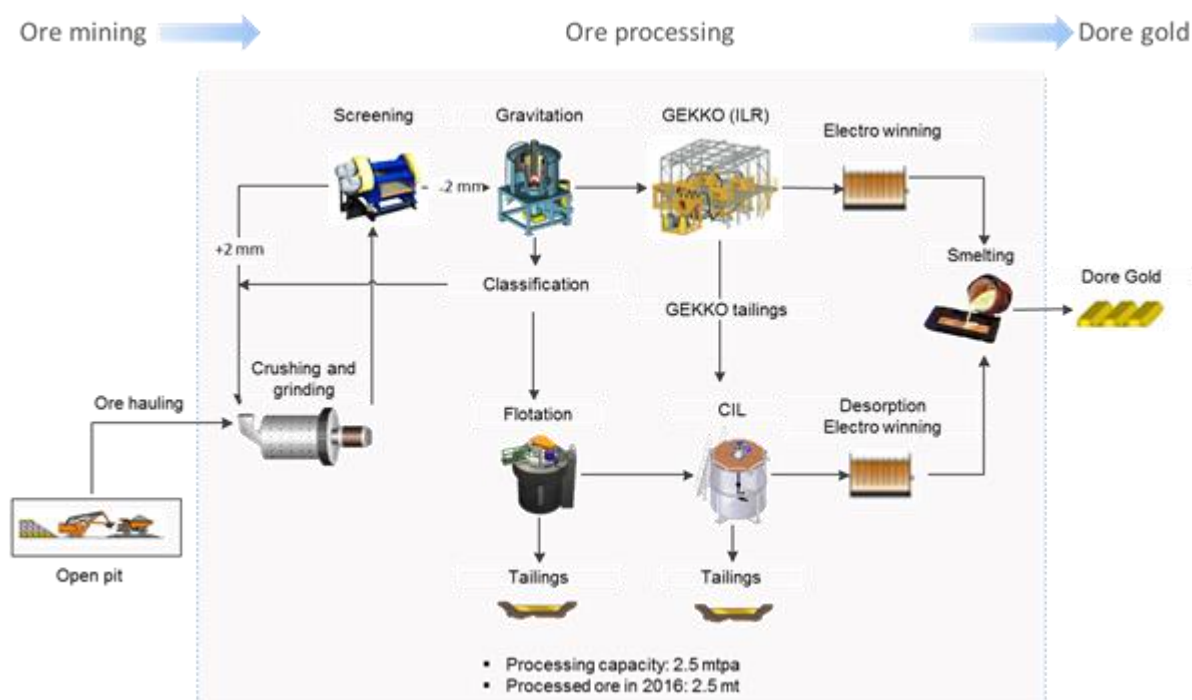 Ore mining
Ore processing
Dore gold
Screening
Gravitation
GEKKO (ILR)
Electro winning
-2 mm
+2 mm
Classification
GEKKO tailings
Smelting
Dore Gold
Crushing and
grinding
Ore hauling
Flotation
CIL
Desorption
Electro winning
Open pit
Tailings
Tailings
▪ Processing capacity: 2.5 mtpa
▪ Processed ore in 2016: 2.5 mt